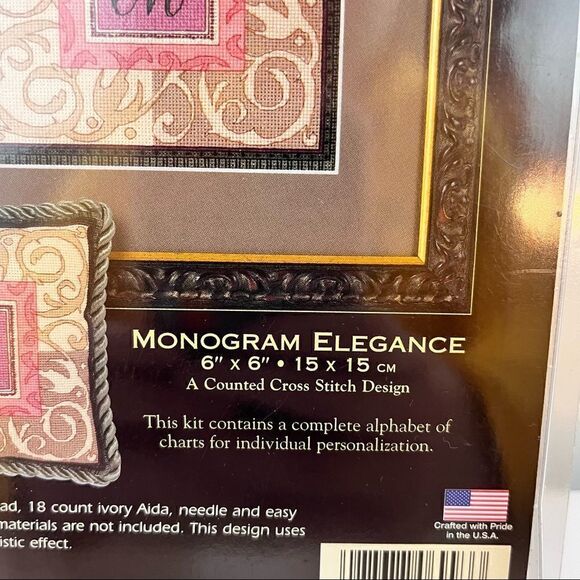 MONOGRAM ELEGANCE
6" x 6" • 15 x 15 CM
A Counted Cross Stitch Design
This kit contains a complete alphabet of
charts for individual personalization.
ad, 18 count ivory Aida, needle and easy
materials are not included. This design uses
istic effect.
Crafted with Pride
in the U.S.A.